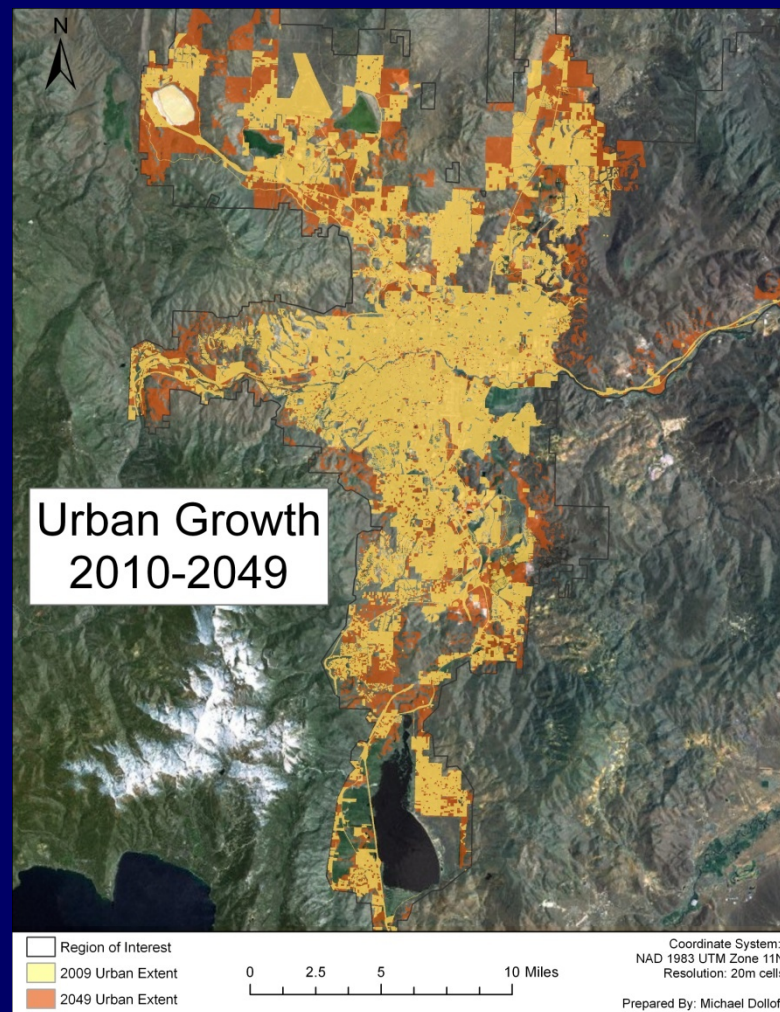 N
Urban Growth
2010-2049
Region of Interest
2009 Urban Extent
2049 Urban Extent
0 2.5 5 10 Miles
Coordinate System:
NAD 1983 UTM Zone 11N
Resolution: 20m cells
Prepared By: Michael Dollof